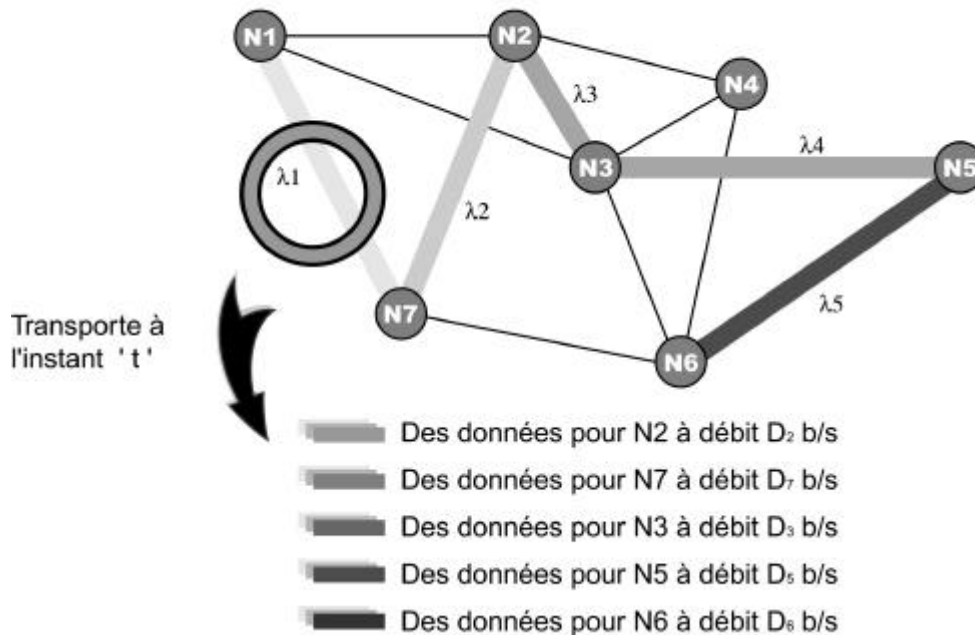 N1
N2
N4
λ3
λ4
N3
N5
λ1
λ2
λ5
N7
N6
Transporte à
l'instant ' t'
Des données pour N2 à débit D₂ b/s
Des données pour N7 à débit D₇ b/s
Des données pour N3 à débit D₃ b/s
Des données pour N5 à débit D₅ b/s
Des données pour N6 à débit D₆ b/s